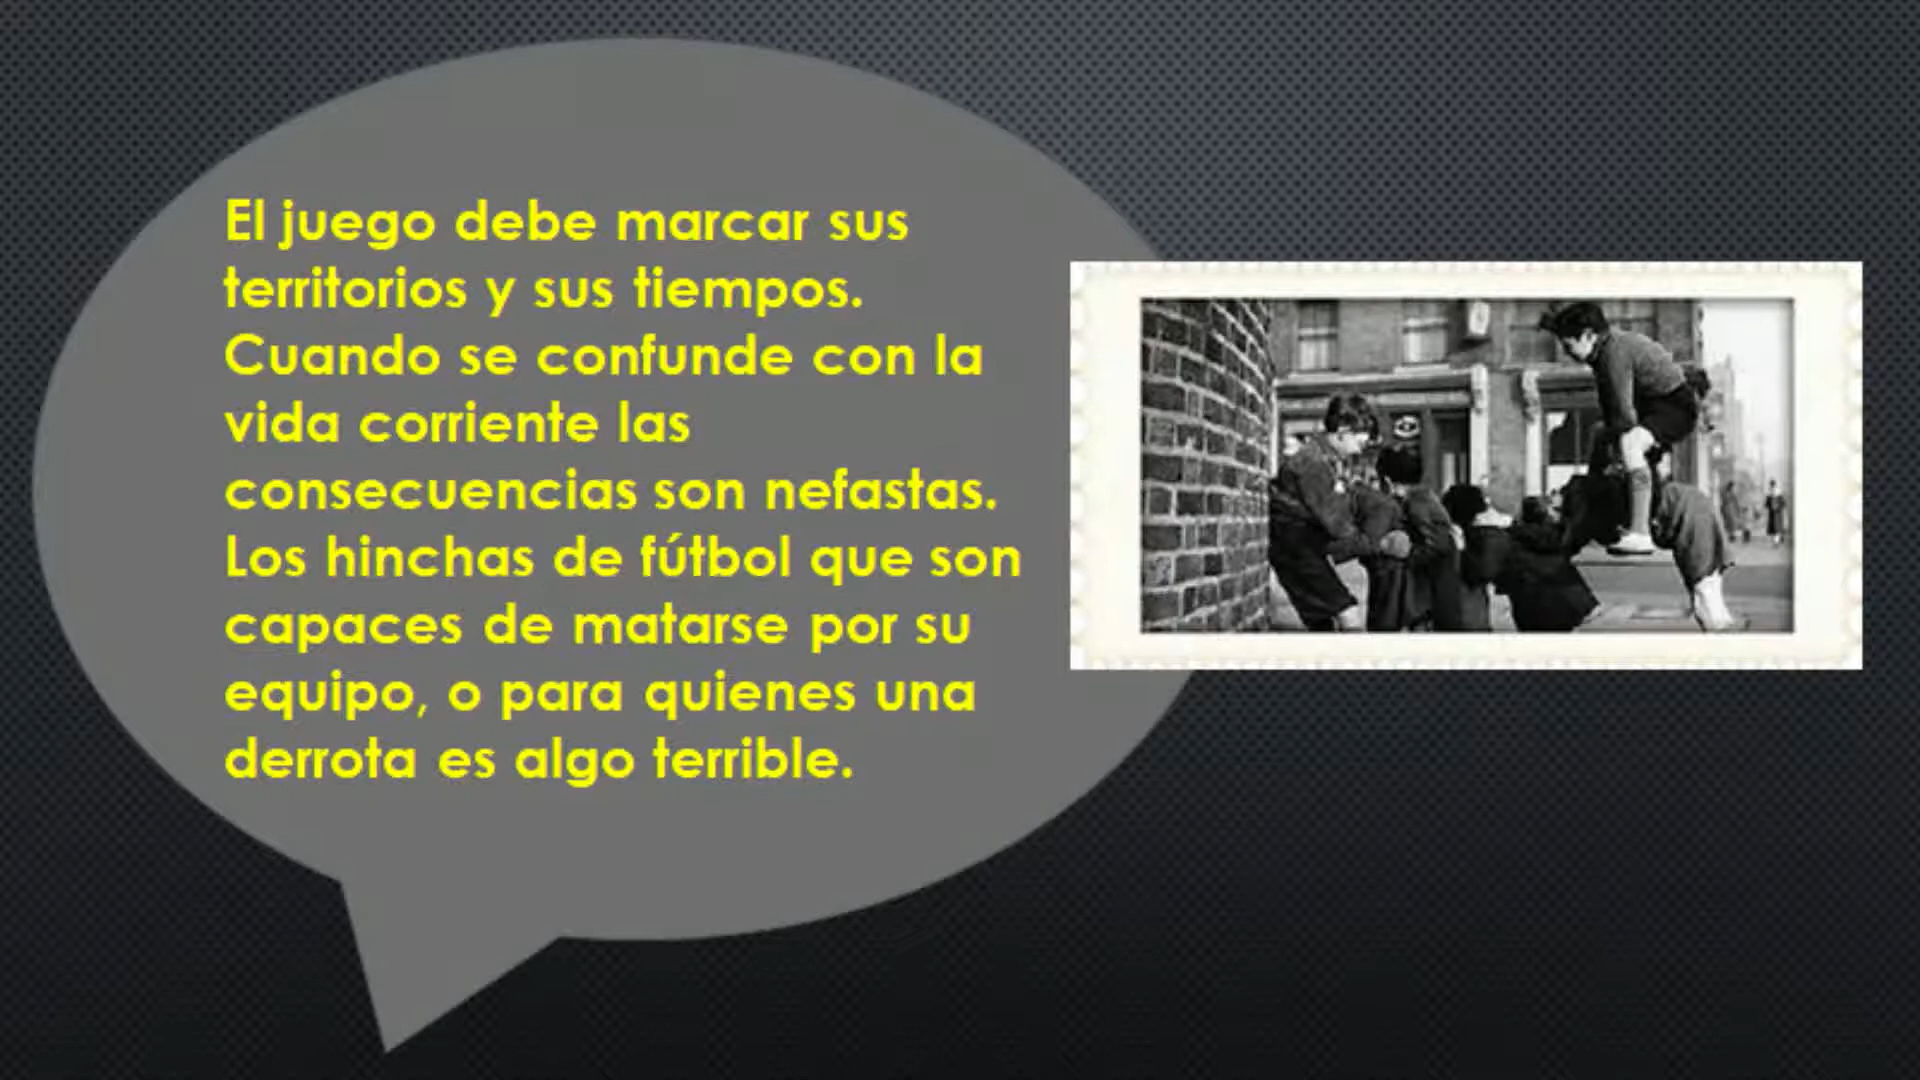 El juego debe marcar sus
territorios y sus tiempos.
Cuando se confunde con la
vida corriente las
consecuencias son nefastas.
Los hinchas de fútbol que son
capaces de matarse por su
equipo, o para quienes una
derrota es algo terrible.